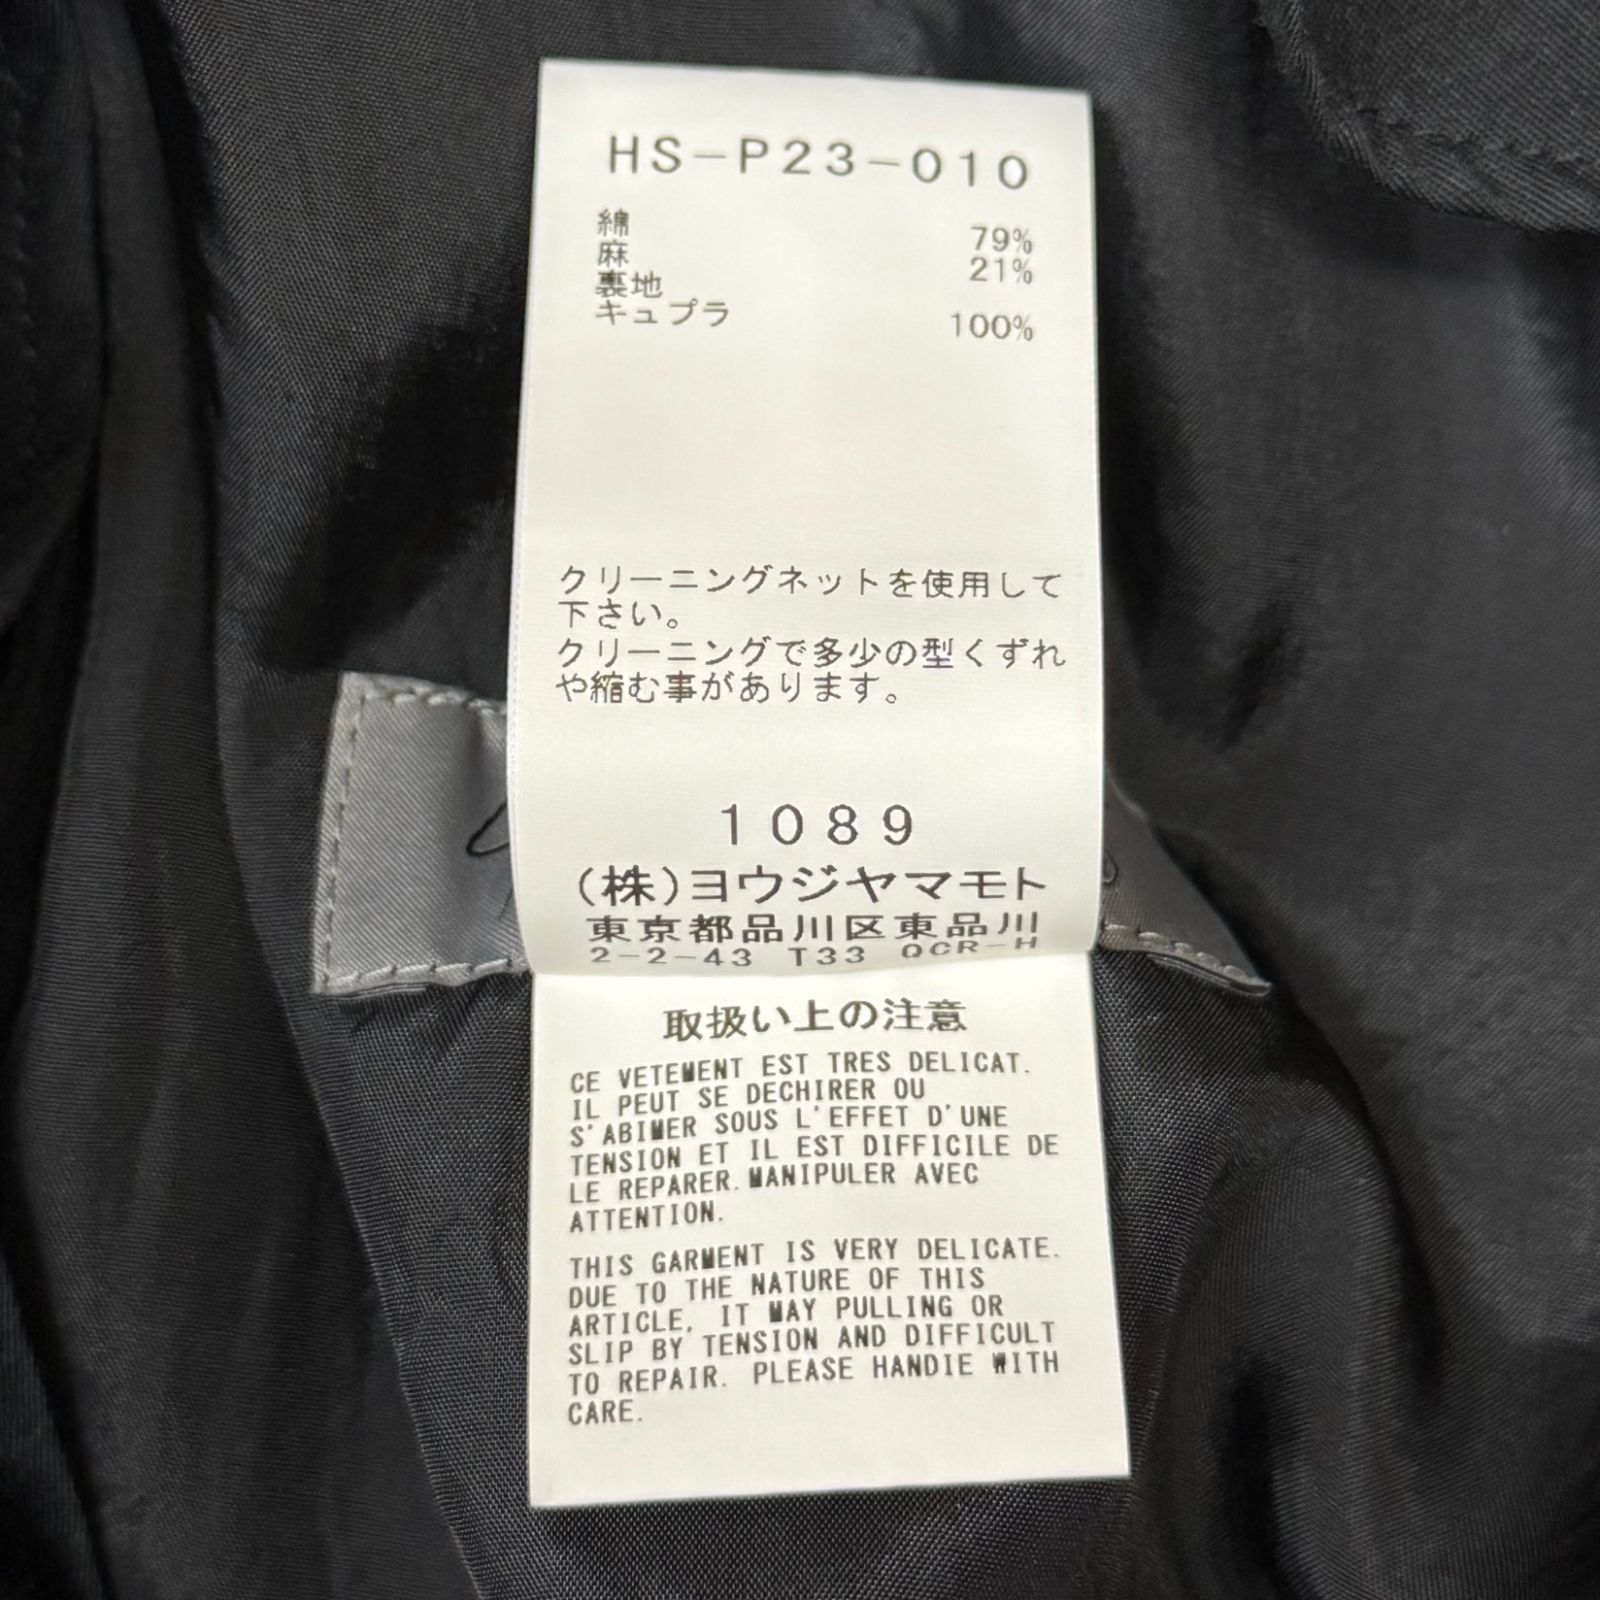 HS-P23-010
綿 79%
麻 21%
裏地
キュプラ 100%
クリーニングネットを使用して
下さい。
クリーニングで多少の型くずれ
や縮む事があります。
1089
(株)ヨウジヤマモト
東京都品川区東品川
2-2-43 T33 QCR-H
取扱い上の注意
CE VETEMENT EST TRES DELICAT.
IL PEUT SE DECHIRER OU
S'ABIMER SOUS L'EFFET D'UNE
TENSION ET IL EST DIFFICILE DE
LE REPARER. MANIPULER AVEC
ATTENTION.
THIS GARMENT IS VERY DELICATE.
DUE TO THE NATURE OF THIS
ARTICLE, IT MAY PULLING OR
SLIP BY TENSION AND DIFFICULT
TO REPAIR. PLEASE HANDIE WITH
CARE.